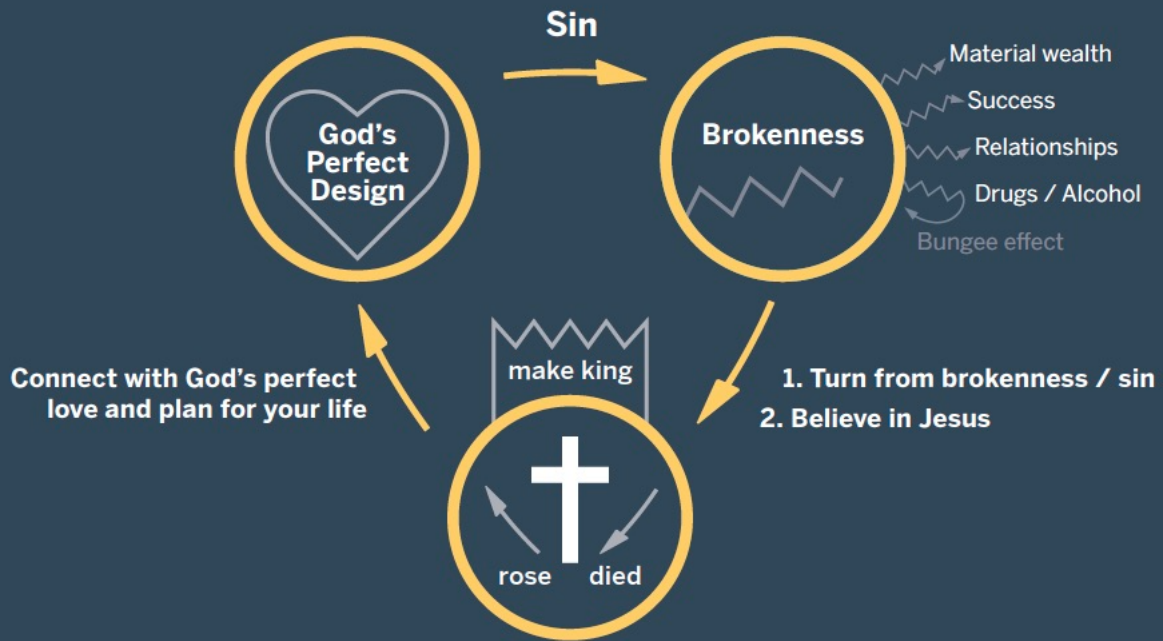 Sin
God's
Perfect
Design
Brokenness
Material wealth
Success
Relationships
Drugs / Alcohol
Bungee effect
1. Turn from brokenness / sin
2. Believe in Jesus
make king
rose
died
Connect with God's perfect
love and plan for your life